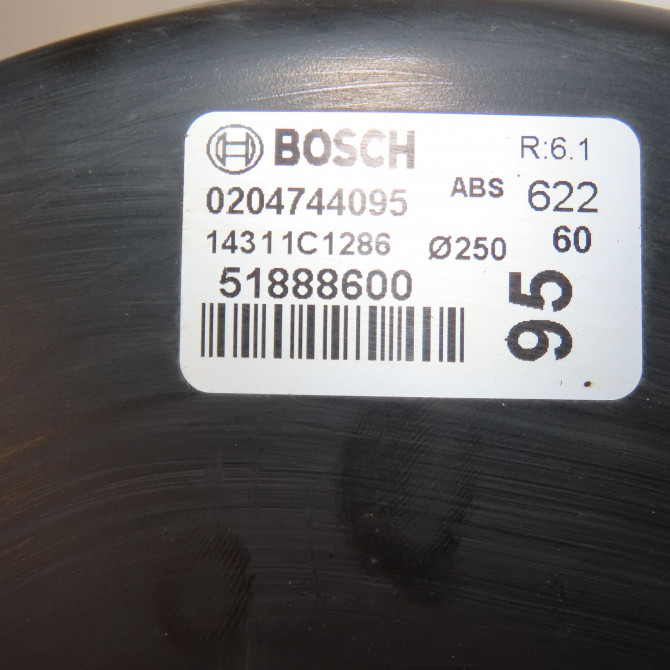 BOSCH R:6.1
0204744095 ABS 622
14311C1286 Ø250 60
51888600
95